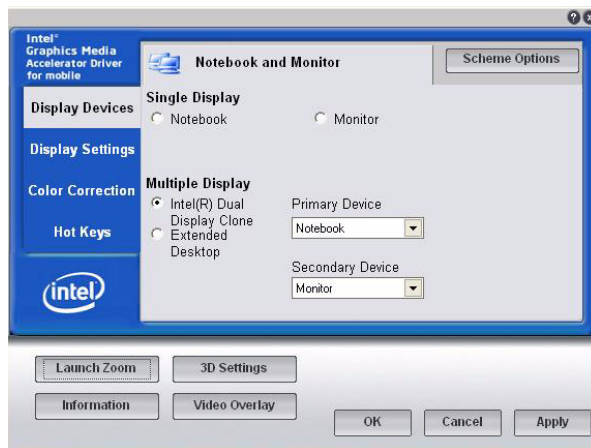 Intel®
Graphics Media
Accelerator Driver
for mobile
Notebook and Monitor
Scheme Options
Display Devices
Display Settings
Color Correction
Hot Keys
intel
Single Display
Notebook
Monitor
Multiple Display
Intel(R) Dual
Display Clone
Extended
Desktop
Primary Device
Notebook
Secondary Device
Monitor
Launch Zoom
3D Settings
Information
Video Overlay
OK
Cancel
Apply